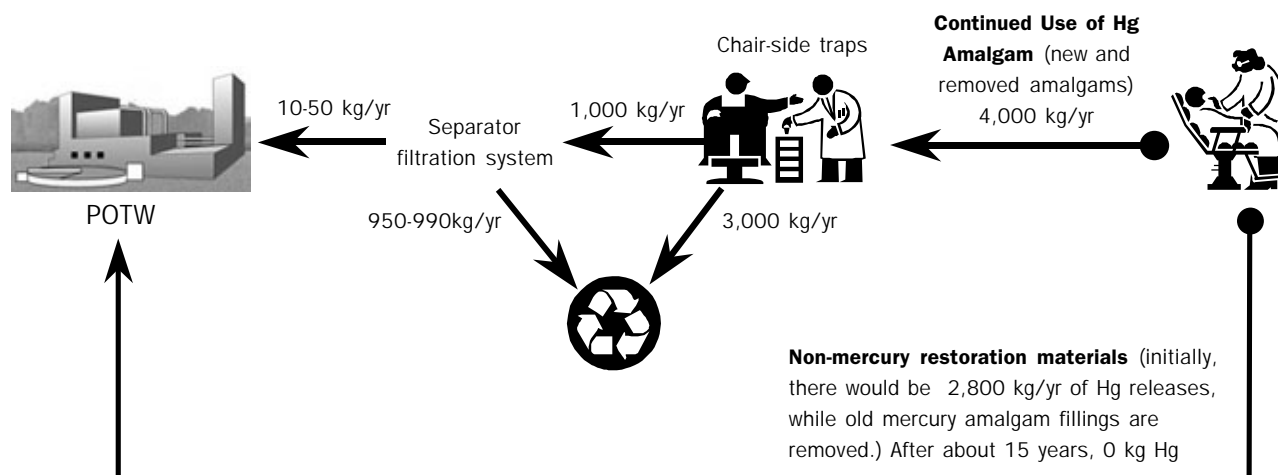 Continued Use of Hg
Amalgam (new and
removed amalgams)
4,000 kg/yr
Chair-side traps
1,000 kg/yr
3,000 kg/yr
Separator
filtration system
10-50 kg/yr
950-990kg/yr
POTW
Non-mercury restoration materials (initially,
there would be 2,800 kg/yr of Hg releases,
while old mercury amalgam fillings are
removed.) After about 15 years, 0 kg Hg